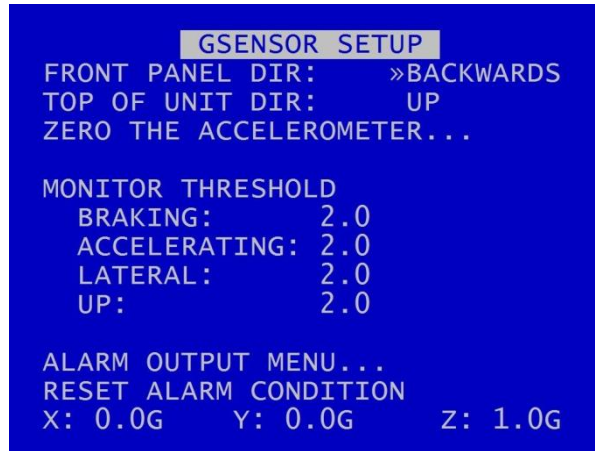 GSENSOR SETUP
FRONT PANEL DIR: »BACKWARDS
TOP OF UNIT DIR: UP
ZERO THE ACCELEROMETER...
MONITOR THRESHOLD
BRAKING: 2.0
ACCELERATING: 2.0
LATERAL: 2.0
UP: 2.0
ALARM OUTPUT MENU...
RESET ALARM CONDITION
X: 0.0G Y: 0.0G Z: 1.0G